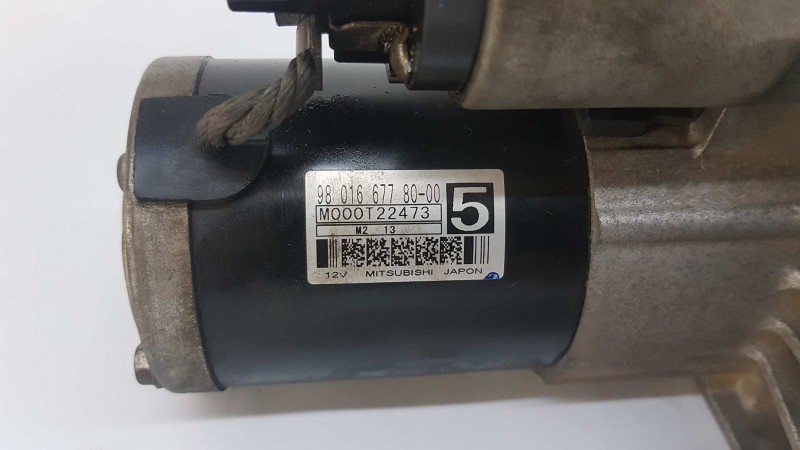 98 016 677 80-00
M000T22473
5
M2 13
12V MITSUBISHI JAPON